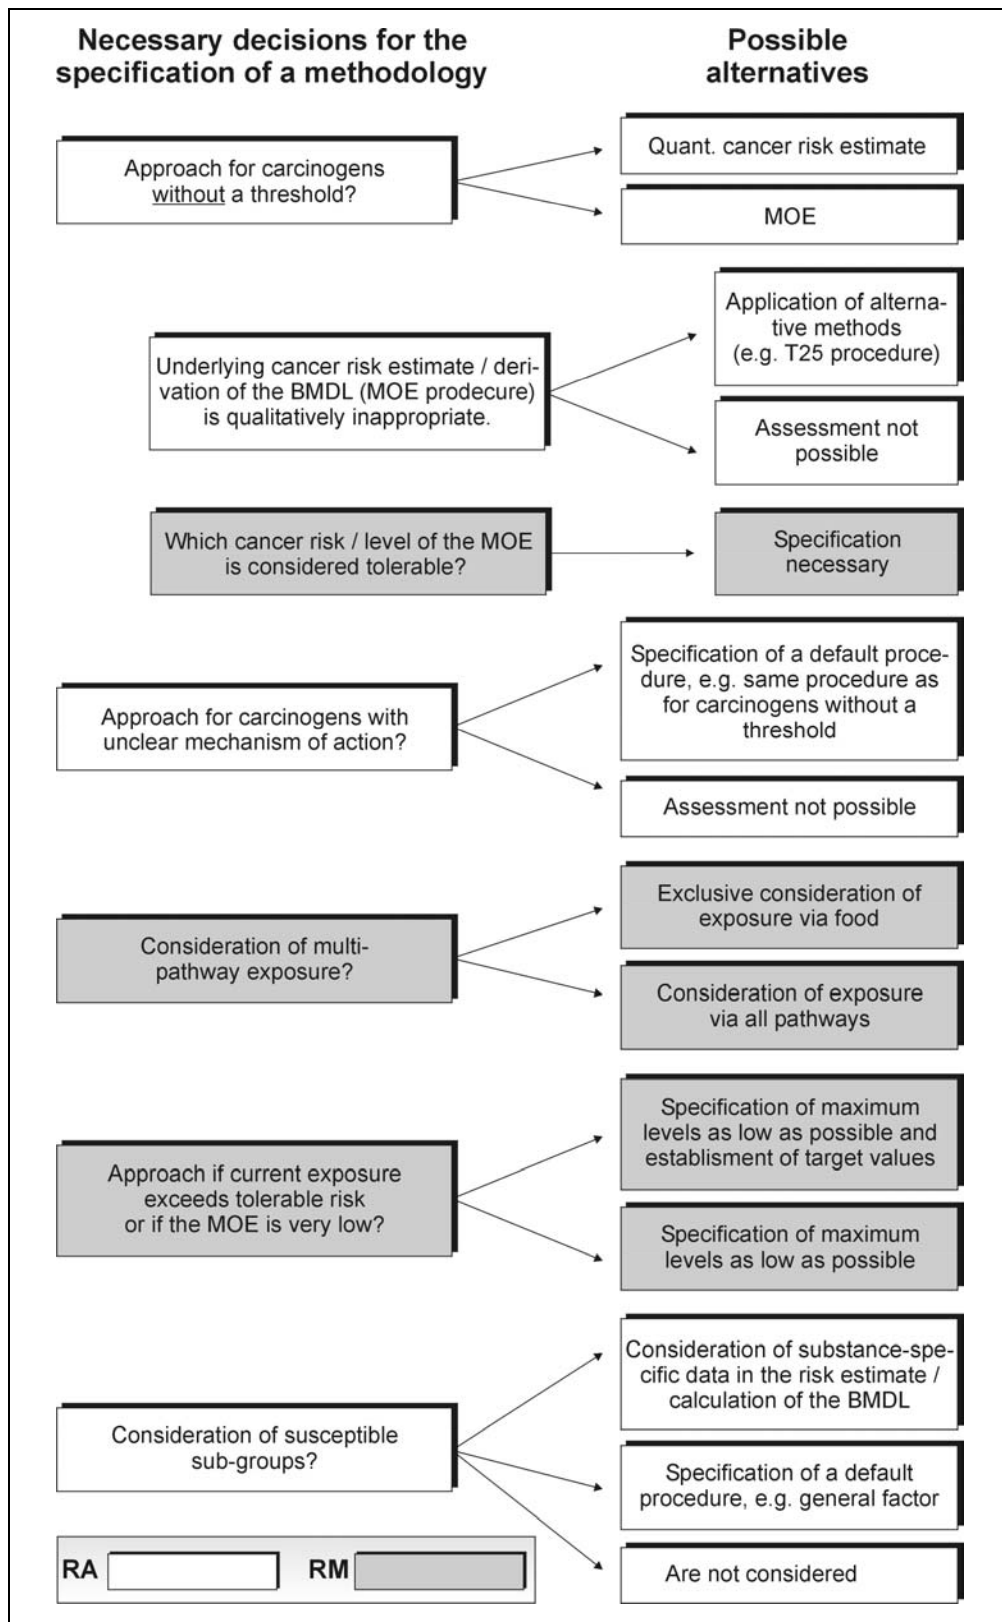 Necessary decisions for the
specification of a methodology
Possible
alternatives
Approach for carcinogens
without a threshold?
Quant. cancer risk estimate
MOE
Underlying cancer risk estimate / deri-
vation of the BMDL (MOE prodecure)
is qualitatively inappropriate.
Application of alterna-
tive methods
(e.g. T25 procedure)
Assessment not
possible
Which cancer risk / level of the MOE
is considered tolerable?
Specification
necessary
Approach for carcinogens with
unclear mechanism of action?
Specification of a default proce-
dure, e.g. same procedure as
for carcinogens without a
threshold
Assessment not possible
Consideration of multi-
pathway exposure?
Exclusive consideration of
exposure via food
Consideration of exposure
via all pathways
Approach if current exposure
exceeds tolerable risk
or if the MOE is very low?
Specification of maximum
levels as low as possible and
establisment of target values
Specification of maximum
levels as low as possible
Consideration of susceptible
sub-groups?
Consideration of substance-spe-
cific data in the risk estimate /
calculation of the BMDL
Specification of a default
procedure, e.g. general factor
Are not considered
RA
RM